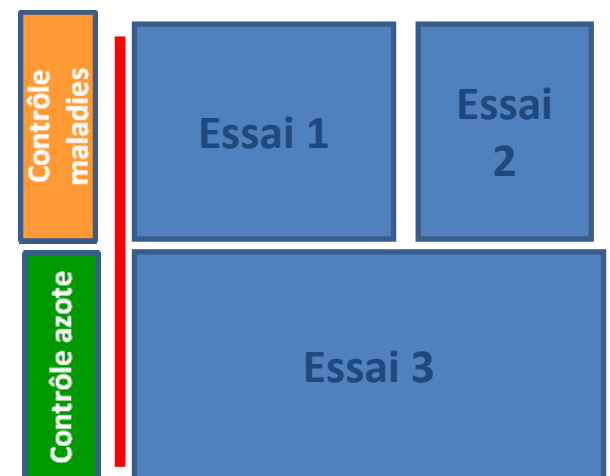 Contrôle
maladies
Essai 1
Essai
2
Contrôle azote
Essai 3